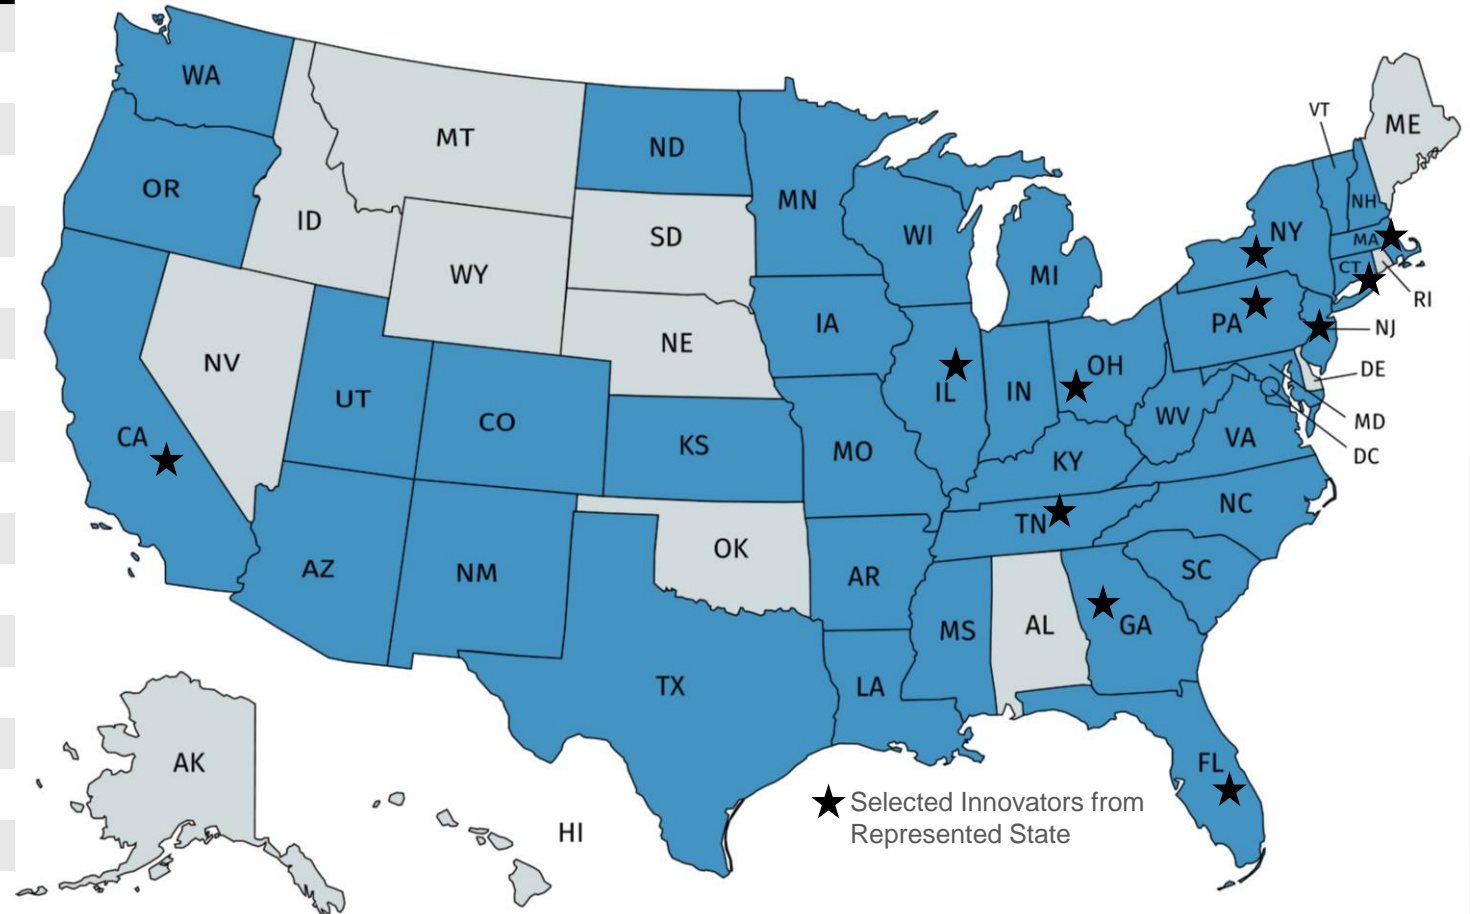 WA
MT
ND
MN
OR
ID
SD
WY
WI
MI
VT
ME
NH
NY
MA
CT
RI
NJ
PA
DE
MD
DC
IA
NE
NV
UT
CO
CA
KS
MO
IL
IN
OH
WV
VA
KY
NC
TN
SC
AZ
NM
OK
AR
MS
AL
GA
TX
LA
FL
AK
HI
Selected Innovators from
Represented State